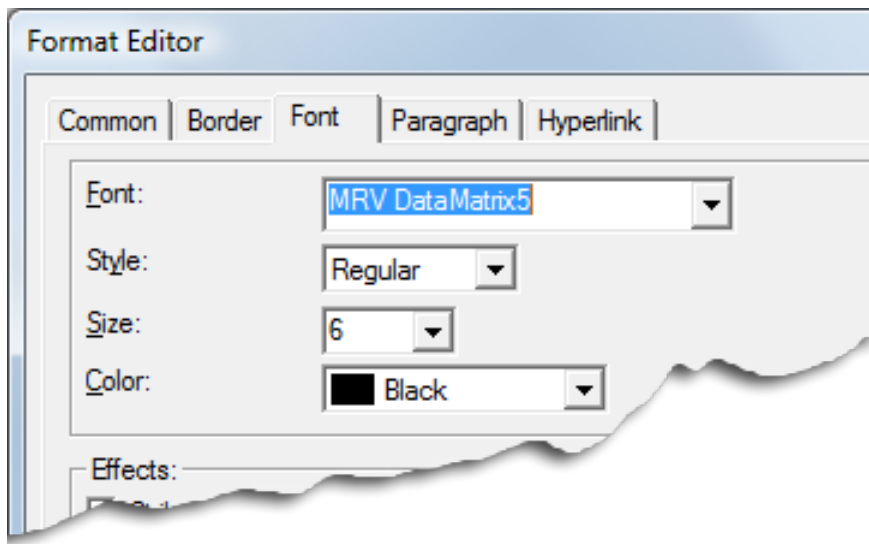 Format Editor
Common Border Font Paragraph Hyperlink
Font: MRV DataMatrix5
Style: Regular
Size: 6
Color: Black
Effects: